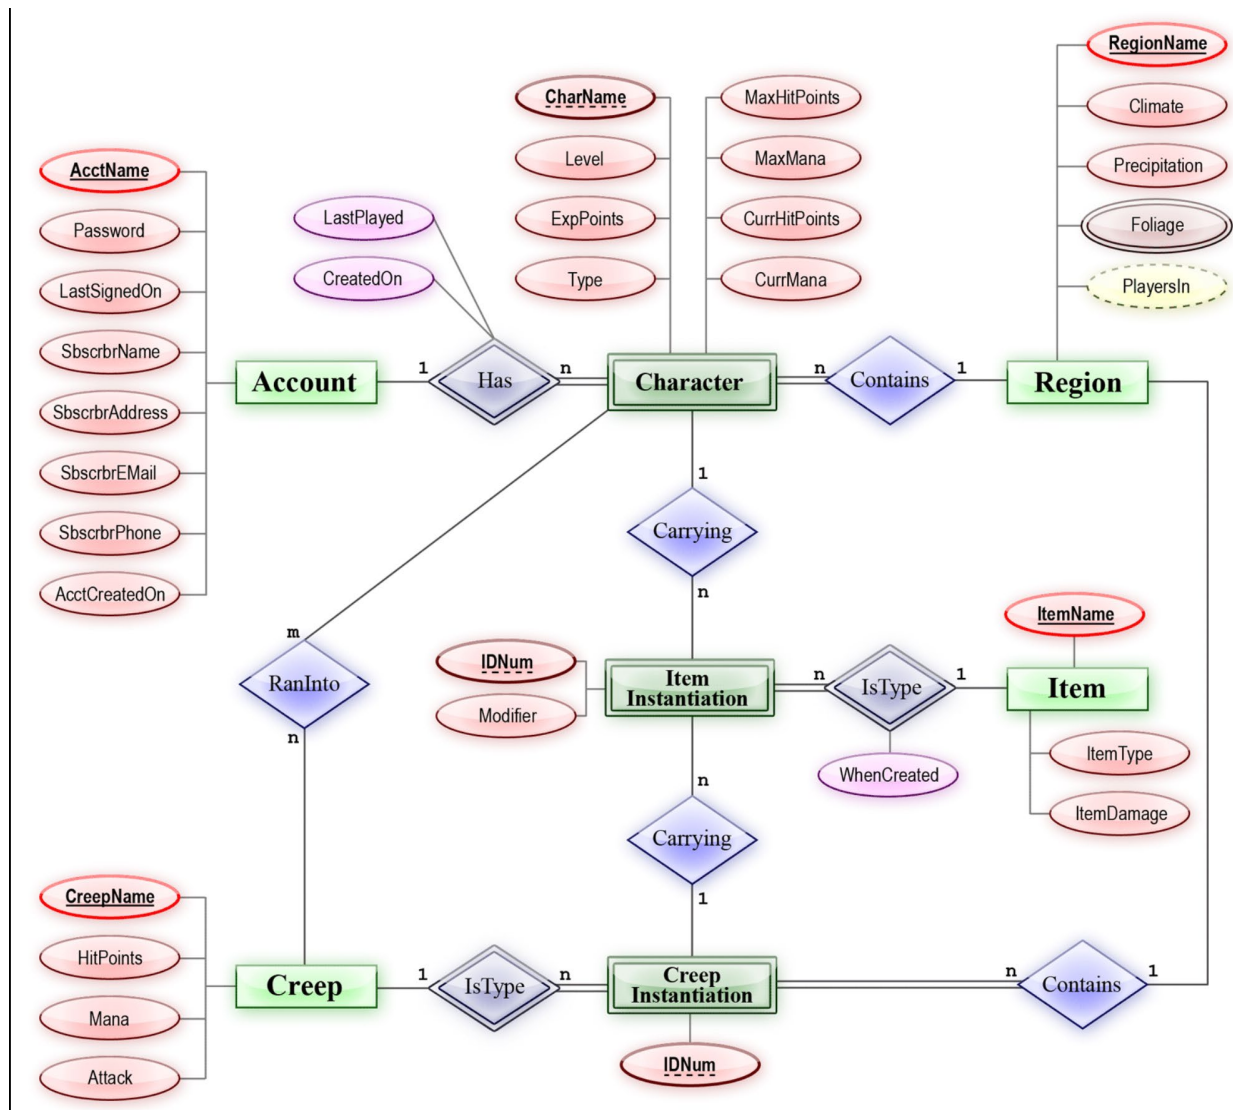 RegionName
CharName
MaxHitPoints
Climate
Level
MaxMana
AcctName
Precipitation
LastPlayed
ExpPoints
CurrHitPoints
Password
Foliage
CreatedOn
Type
CurrMana
LastSignedOn
PlayersIn
SbscrbrName
Account
1
Has
n
Character
n
Contains
1
Region
SbscrbrAddress
SbscrbrEMail
1
Carrying
SbscrbrPhone
n
AcctCreatedOn
ItemName
m
RanInto
n
IDNum
Modifier
Item
Instantiation
n
IsType
1
Item
WhenCreated
ItemType
ItemDamage
n
Carrying
1
CreepName
HitPoints
Creep
1
IsType
n
Creep
Instantiation
n
Contains
1
Mana
Attack
IDNum